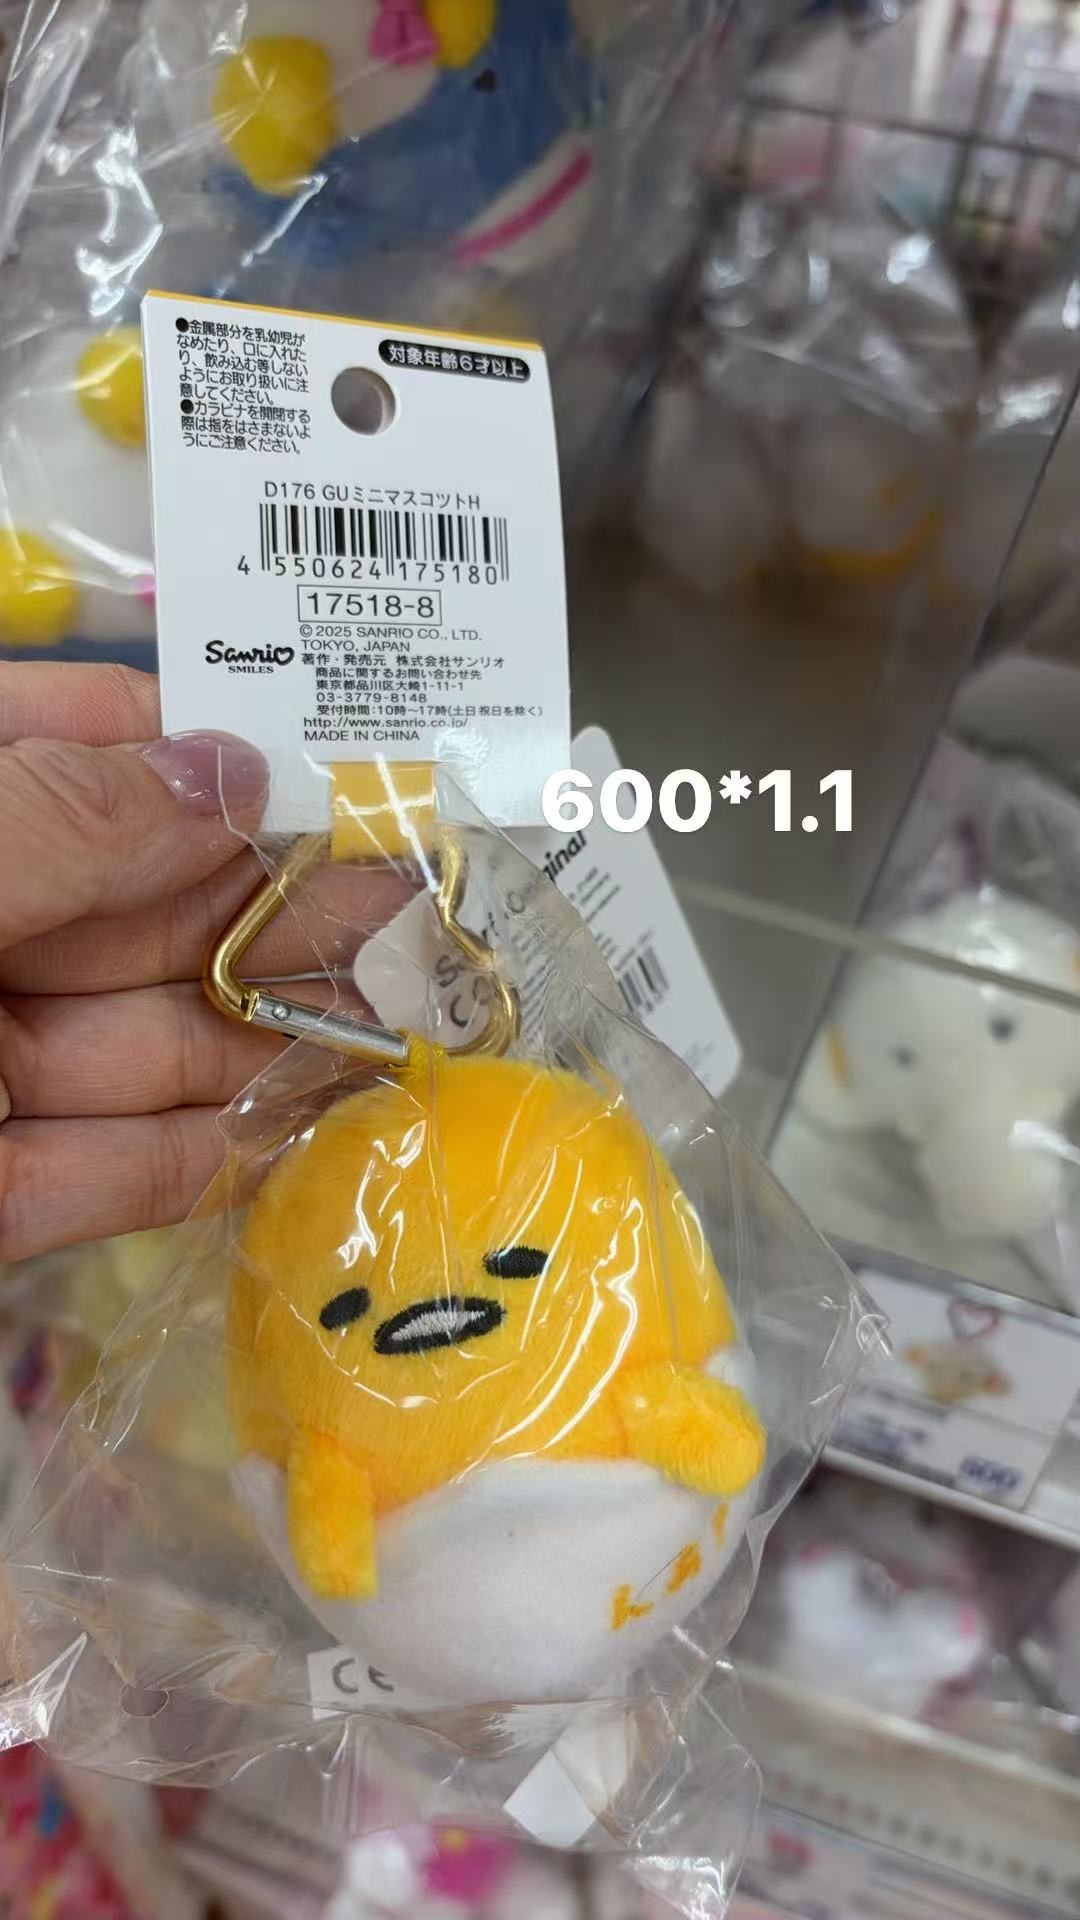 ●金属部分を乳幼児が
なめたり、口に入れた
り、飲み込む等しない
ようにお取り扱いに注
意してください。
●カラビナを開閉する
際は指をはさまないよ
うにご注意ください。
対象年齢6才以上
D176 GUミニマスコットH
4 550624 175180
17518-8
© 2025 SANRIO CO., LTD.
TOKYO, JAPAN
Sanrio
SMILES
著作・発売元 株式会社サンリオ
商品に関するお問い合わせ先
東京都品川区大崎1-11-1
03-3779-8148
受付時間:10時～17時(土日祝日を除く)
http://www.sanrio.co.jp/
MADE IN CHINA
600*1.1
CE
600